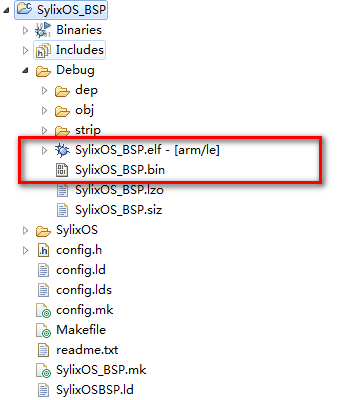 SylixOS_BSP
Binaries
Includes
Debug
dep
obj
strip
SylixOS_BSP.elf - [arm/le]
SylixOS_BSP.bin
SylixOS_BSP.lzo
SylixOS_BSP.siz
SylixOS
config.h
config.ld
config.lds
config.mk
Makefile
readme.txt
SylixOS_BSP.mk
SylixOSBSP.ld